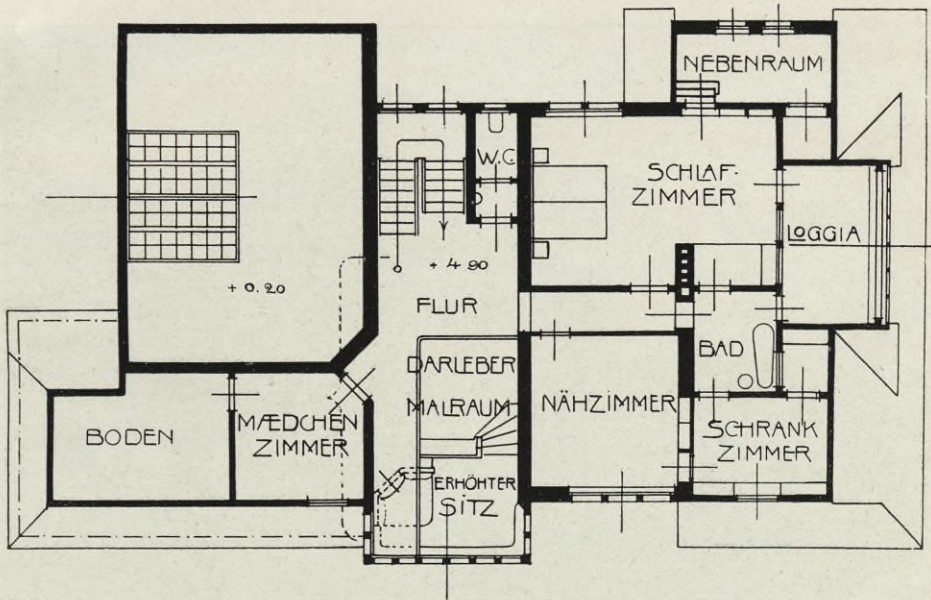 NEBENRAUM
W.C
SCHLAF-
ZIMMER
LOGGIA
+ 0.20
+ 4 90
FLUR
DARUEBER
MALRAUM
BAD
NÄHZIMMER
BODEN
MÆDCHEN
ZIMMER
SCHRANK
ZIMMER
ERHÖHTER
SITZ